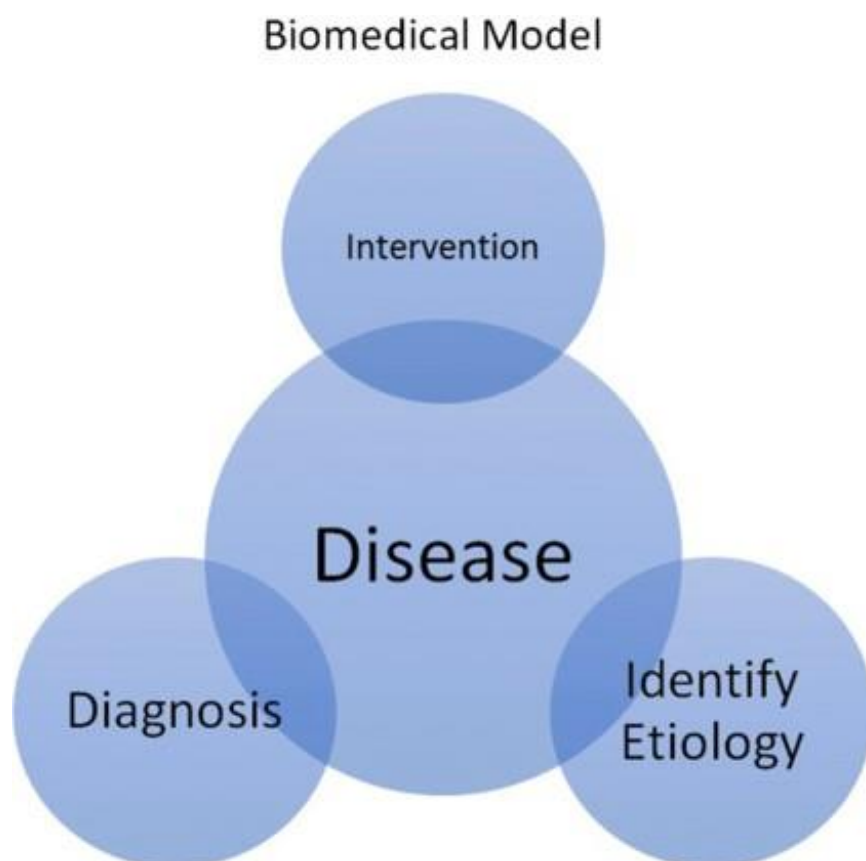 Biomedical Model
Intervention
Disease
Diagnosis
Identify
Etiology